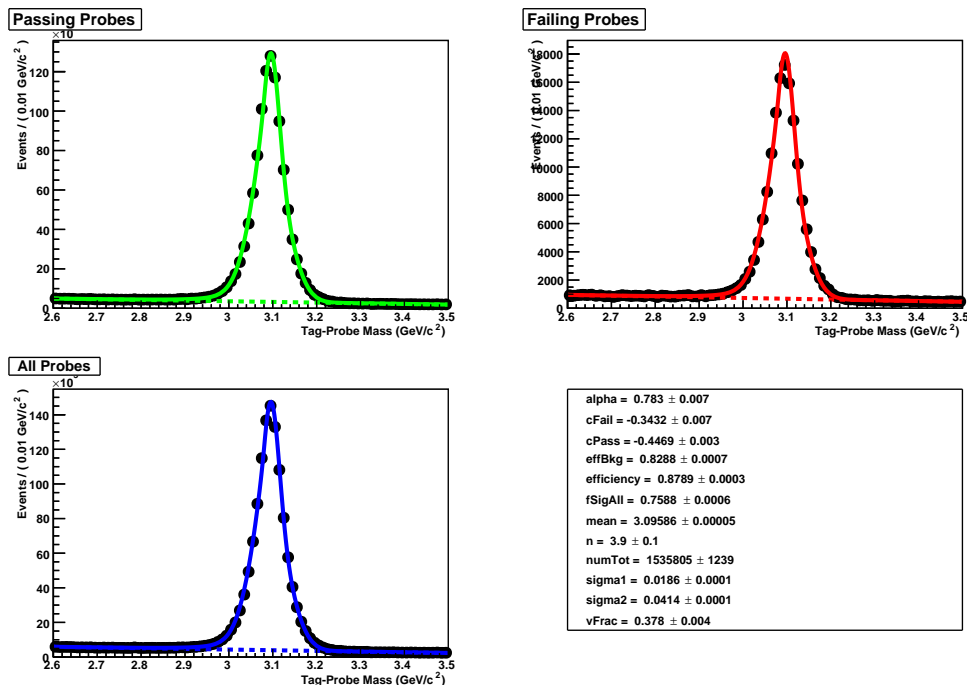 Passing Probes
×10
Events / ( 0.01 GeV/c² )
120
100
80
60
40
20
0
2.6 2.7 2.8 2.9 3 3.1 3.2 3.3 3.4 3.5
Tag-Probe Mass (GeV/c²)
Failing Probes
Events / ( 0.01 GeV/c² )
18000
16000
14000
12000
10000
8000
6000
4000
2000
0
2.6 2.7 2.8 2.9 3 3.1 3.2 3.3 3.4 3.5
Tag-Probe Mass (GeV/c²)
All Probes
×10
Events / ( 0.01 GeV/c² )
140
120
100
80
60
40
20
0
2.6 2.7 2.8 2.9 3 3.1 3.2 3.3 3.4 3.5
Tag-Probe Mass (GeV/c²)
alpha = 0.783 ± 0.007
cFail = -0.3432 ± 0.007
cPass = -0.4469 ± 0.003
effBkg = 0.8288 ± 0.0007
efficiency = 0.8789 ± 0.0003
fSigAll = 0.7588 ± 0.0006
mean = 3.09586 ± 0.00005
n = 3.9 ± 0.1
numTot = 1535805 ± 1239
sigma1 = 0.0186 ± 0.0001
sigma2 = 0.0414 ± 0.0001
vFrac = 0.378 ± 0.004